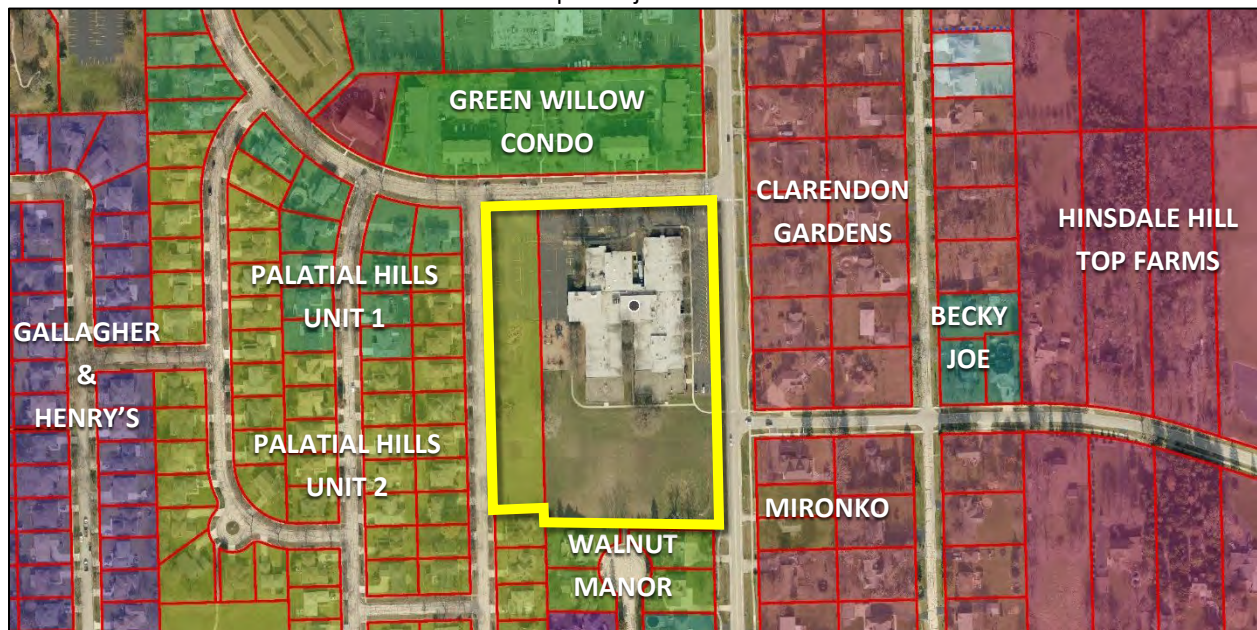 GREEN WILLOW
CONDO
CLARENDON
GARDENS
HINSDALE HILL
TOP FARMS
PALATIAL HILLS
UNIT 1
GALLAGHER
&
HENRY'S
BECKY
JOE
PALATIAL HILLS
UNIT 2
MIRONKO
WALNUT
MANOR